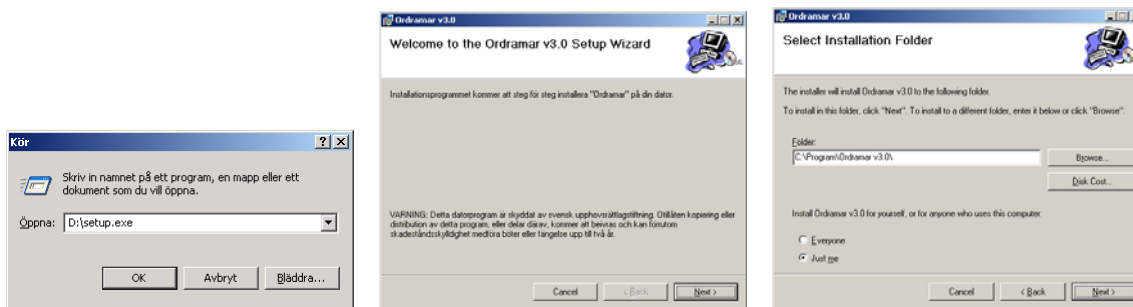 Kör
Skriv in namnet på ett program, en mapp eller ett
dokument som du vill öppna.
Öppna: D:\setup.exe
OK Avbryt Bläddra...
Ordramar v3.0
Welcome to the Ordramar v3.0 Setup Wizard
Installationsprogrammet kommer att steg för steg installera "Ordramar" på din dator.
VARNING: Detta datorprogram är skyddat av svensk upphovsrättlagstiftning. Otillåten kopiering eller
distribution av detta program, eller delar därav, kommer att beivras och kan förutom
skadeståndsskyldighet medföra böter eller fängelse upp till två år.
Cancel < Back Next >
Ordramar v3.0
Select Installation Folder
The installer will install Ordramar v3.0 to the following folder.
To install in this folder, click "Next". To install to a different folder, enter it below or click "Browse".
Folder:
C:\Program\Ordramar v3.0\
Browse...
Disk Cost...
Install Ordramar v3.0 for yourself, or for anyone who uses this computer:
Everyone
Just me
Cancel < Back Next >